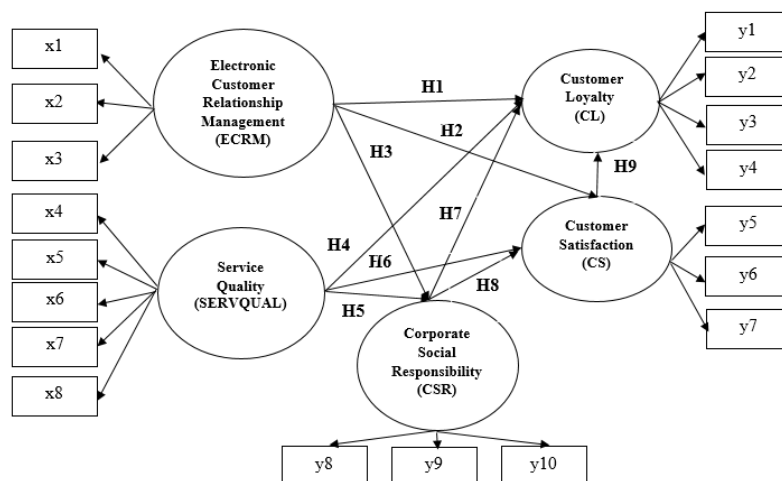 x1
x2
x3
x4
x5
x6
x7
x8
Electronic
Customer
Relationship
Management
(ECRM)
Service
Quality
(SERVQUAL)
H1
H2
H3
H4
H5
H6
H7
H8
H9
Customer
Loyalty
(CL)
Customer
Satisfaction
(CS)
Corporate
Social
Responsibility
(CSR)
y1
y2
y3
y4
y5
y6
y7
y8
y9
y10